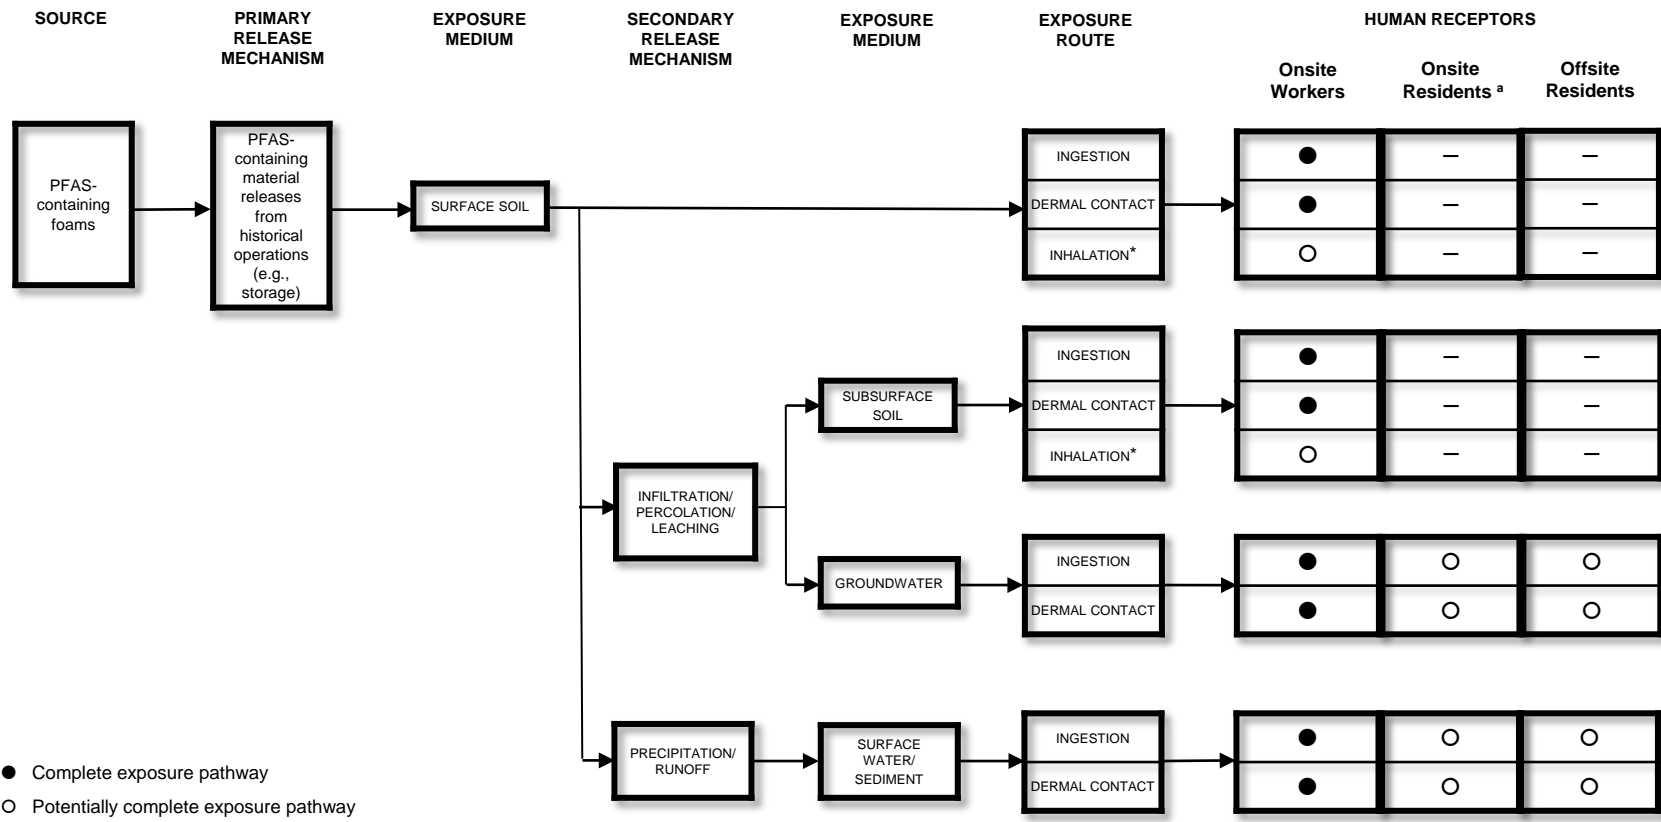 SOURCE
PRIMARY
RELEASE
MECHANISM
EXPOSURE
MEDIUM
SECONDARY
RELEASE
MECHANISM
EXPOSURE
MEDIUM
EXPOSURE
ROUTE
HUMAN RECEPTORS
Onsite
Workers
Onsite
Residents ᵃ
Offsite
Residents
PFAS-
containing
foams
PFAS-
containing
material
releases
from
historical
operations
(e.g.,
storage)
SURFACE SOIL
INGESTION
● – –
DERMAL CONTACT
● – –
INHALATION*
○ – –
SUBSURFACE
SOIL
INGESTION
● – –
DERMAL CONTACT
● – –
INHALATION*
○ – –
INFILTRATION/
PERCOLATION/
LEACHING
GROUNDWATER
INGESTION
● ○ ○
DERMAL CONTACT
● ○ ○
PRECIPITATION/
RUNOFF
SURFACE
WATER/
SEDIMENT
INGESTION
● ○ ○
DERMAL CONTACT
● ○ ○
● Complete exposure pathway
○ Potentially complete exposure pathway